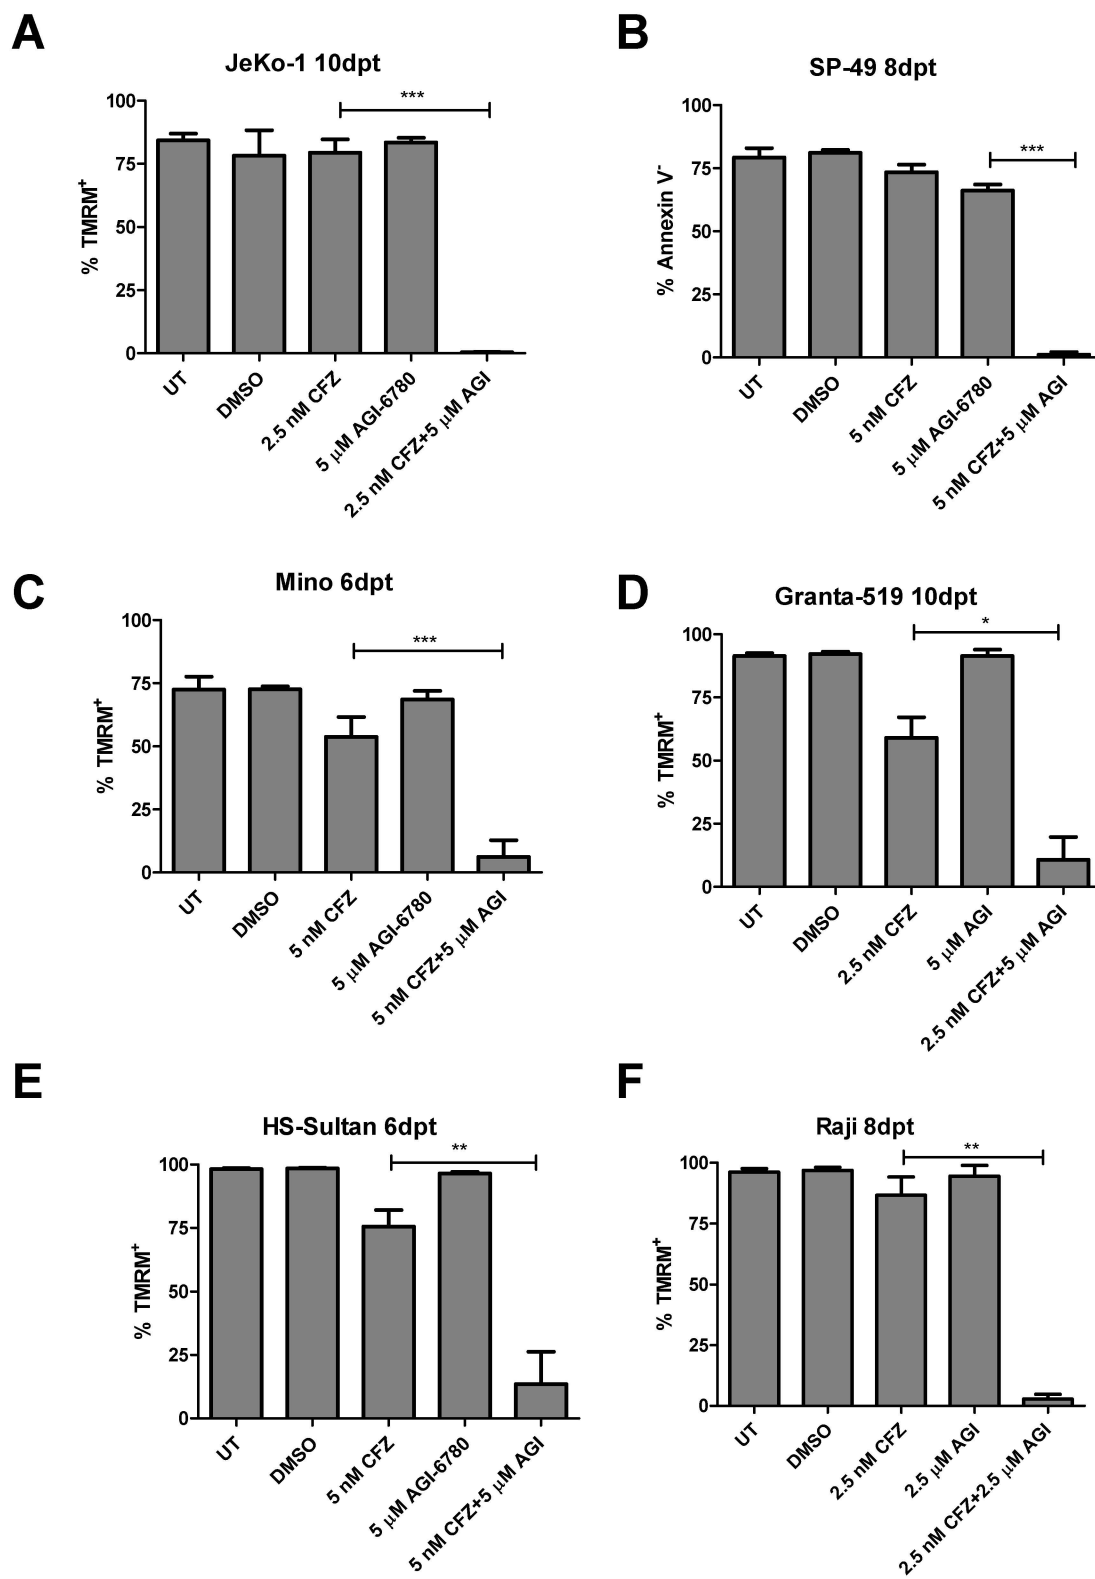 A
JeKo-1 10dpt
***
100
75
50
25
0
% TMRM+
UT
DMSO
2.5 nM CFZ
5 μM AGI-6780
2.5 nM CFZ+5 μM AGI
B
SP-49 8dpt
***
100
75
50
25
0
% Annexin V-
UT
DMSO
5 nM CFZ
5 μM AGI-6780
5 nM CFZ+5 μM AGI
C
Mino 6dpt
***
100
75
50
25
0
% TMRM+
UT
DMSO
5 nM CFZ
5 μM AGI-6780
5 nM CFZ+5 μM AGI
D
Granta-519 10dpt
*
100
75
50
25
0
% TMRM+
UT
DMSO
2.5 nM CFZ
5 μM AGI
2.5 nM CFZ+5 μM AGI
E
HS-Sultan 6dpt
**
100
75
50
25
0
% TMRM+
UT
DMSO
5 nM CFZ
5 μM AGI-6780
5 nM CFZ+5 μM AGI
F
Raji 8dpt
**
100
75
50
25
0
% TMRM+
UT
DMSO
2.5 nM CFZ
2.5 μM AGI
2.5 nM CFZ+2.5 μM AGI